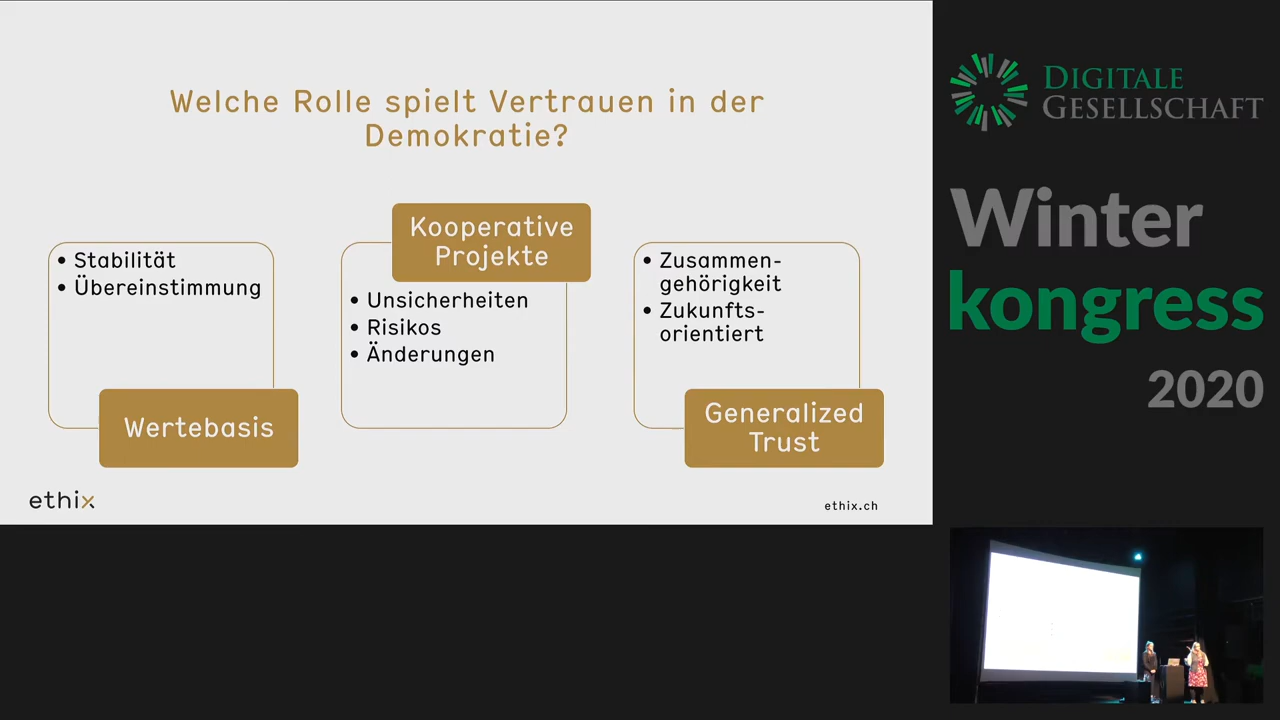 Welche Rolle spielt Vertrauen in der
Demokratie?
• Stabilität
• Übereinstimmung
Wertebasis
Kooperative
Projekte
• Unsicherheiten
• Risikos
• Änderungen
• Zusammen-
gehörigkeit
• Zukunfts-
orientiert
Generalized
Trust
ethix
ethix.ch
DIGITALE
GESELLSCHAFT
Winter
kongress
2020